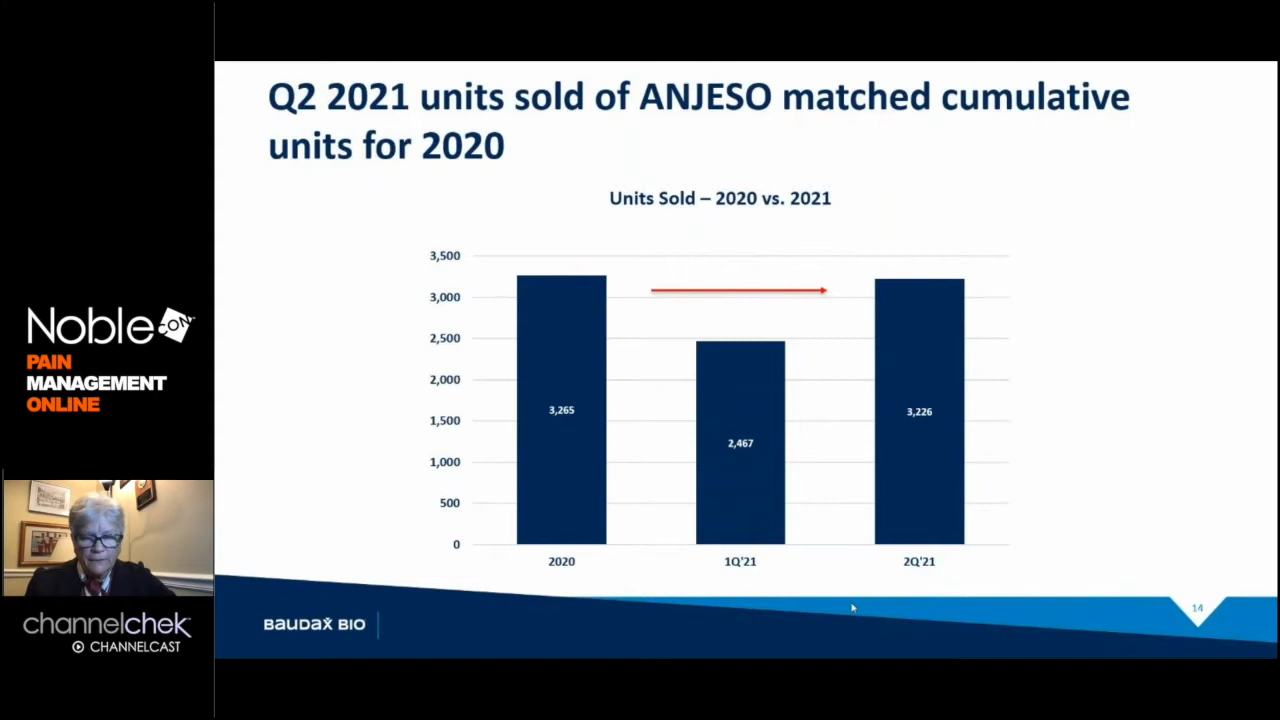 Q2 2021 units sold of ANJESO matched cumulative
units for 2020
Units Sold – 2020 vs. 2021
3,500
3,000
2,500
2,000
1,500
1,000
500
0
3,265
2,467
3,226
2020
1Q'21
2Q'21
BAUDAX BIO
14
Noble CON
PAIN
MANAGEMENT
ONLINE
channelchek
CHANNELCAST